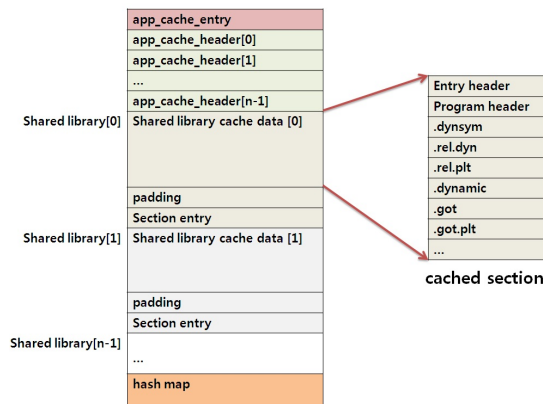 app_cache_entry
app_cache_header[0]
app_cache_header[1]
...
app_cache_header[n-1]
Shared library[0]
Shared library cache data [0]
padding
Section entry
Shared library[1]
Shared library cache data [1]
padding
Section entry
Shared library[n-1]
...
hash map
Entry header
Program header
.dynsym
.rel.dyn
.rel.plt
.dynamic
.got
.got.plt
...
cached section